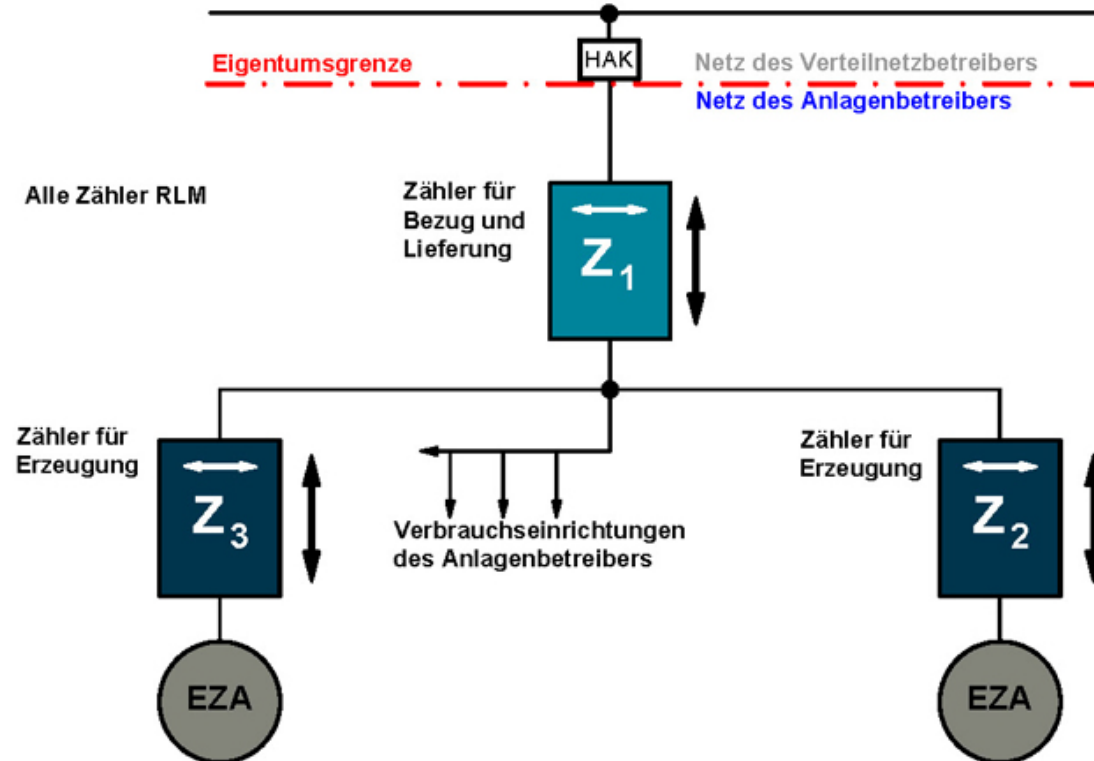 HAK
Eigentumsgrenze
Netz des Verteilnetzbetreibers
Netz des Anlagenbetreibers
Alle Zähler RLM
Zähler für
Bezug und
Lieferung
Z1
Zähler für
Erzeugung
Z3
Verbrauchseinrichtungen
des Anlagenbetreibers
Zähler für
Erzeugung
Z2
EZA
EZA